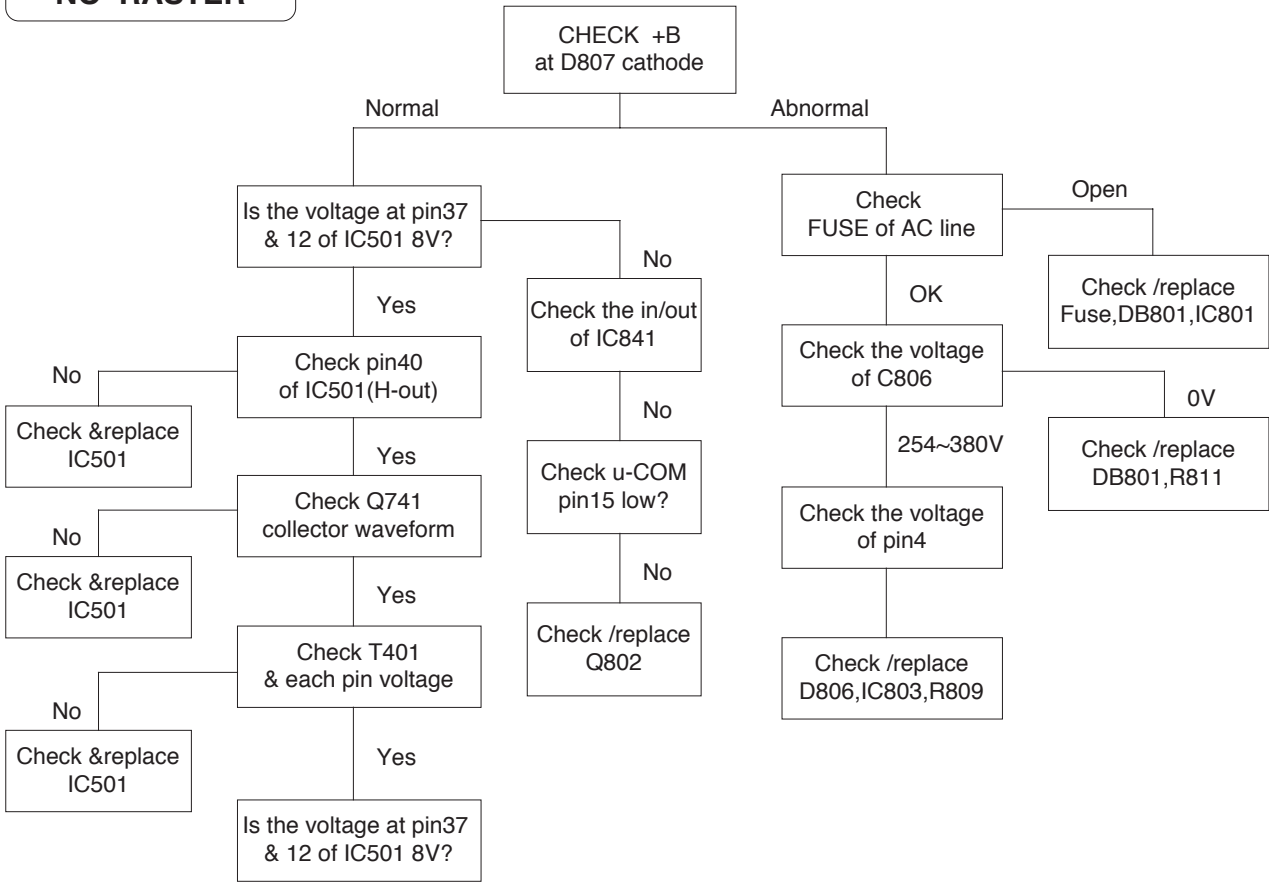 NO RASTER
CHECK +B
at D807 cathode
Normal
Abnormal
Is the voltage at pin37
& 12 of IC501 8V?
Check
FUSE of AC line
Open
No
Yes
OK
Check the in/out
of IC841
Check /replace
Fuse,DB801,IC801
Check pin40
of IC501(H-out)
Check the voltage
of C806
No
No
0V
Check &replace
IC501
Yes
254~380V
Check u-COM
pin15 low?
Check /replace
DB801,R811
Check Q741
collector waveform
Check the voltage
of pin4
No
No
Check &replace
IC501
Yes
Check /replace
Q802
Check T401
& each pin voltage
Check /replace
D806,IC803,R809
No
Check &replace
IC501
Yes
Is the voltage at pin37
& 12 of IC501 8V?